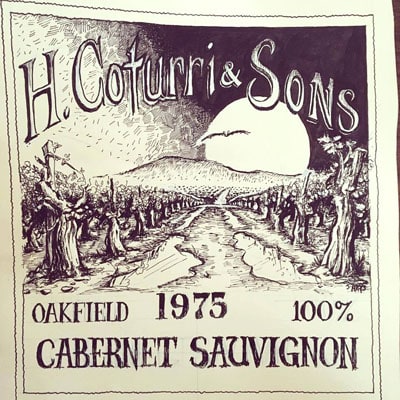 H. Coturri & Sons
OAKFIELD 1975 100%
CABERNET SAUVIGNON